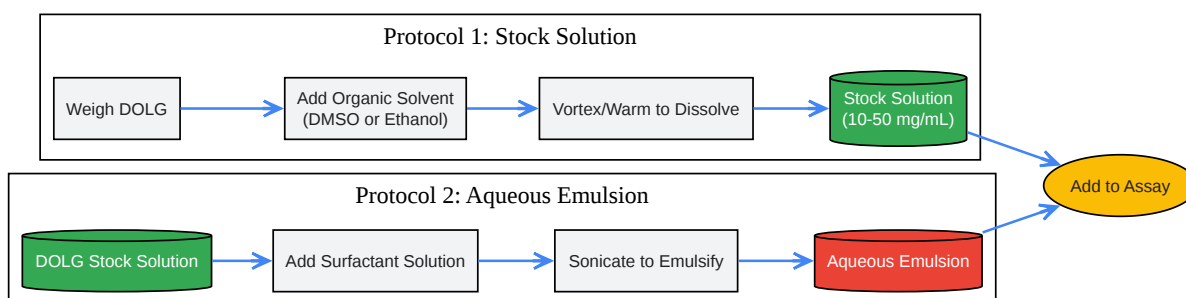 Protocol 1: Stock Solution
Weigh DOLG
Add Organic Solvent
(DMSO or Ethanol)
Vortex/Warm to Dissolve
Stock Solution
(10-50 mg/mL)
Add to Assay
Protocol 2: Aqueous Emulsion
DOLG Stock Solution
Add Surfactant Solution
Sonicate to Emulsify
Aqueous Emulsion